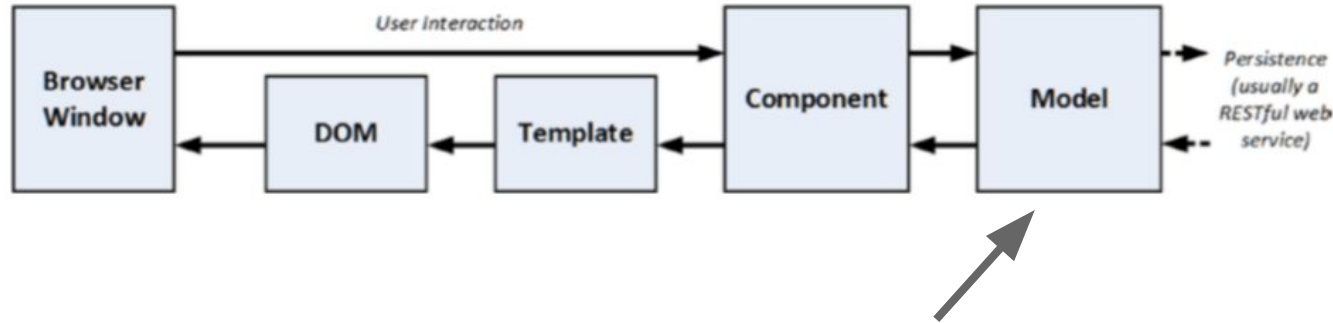 User Interaction
Browser
Window
DOM
Template
Component
Model
Persistence
(usually a
RESTful web
service)